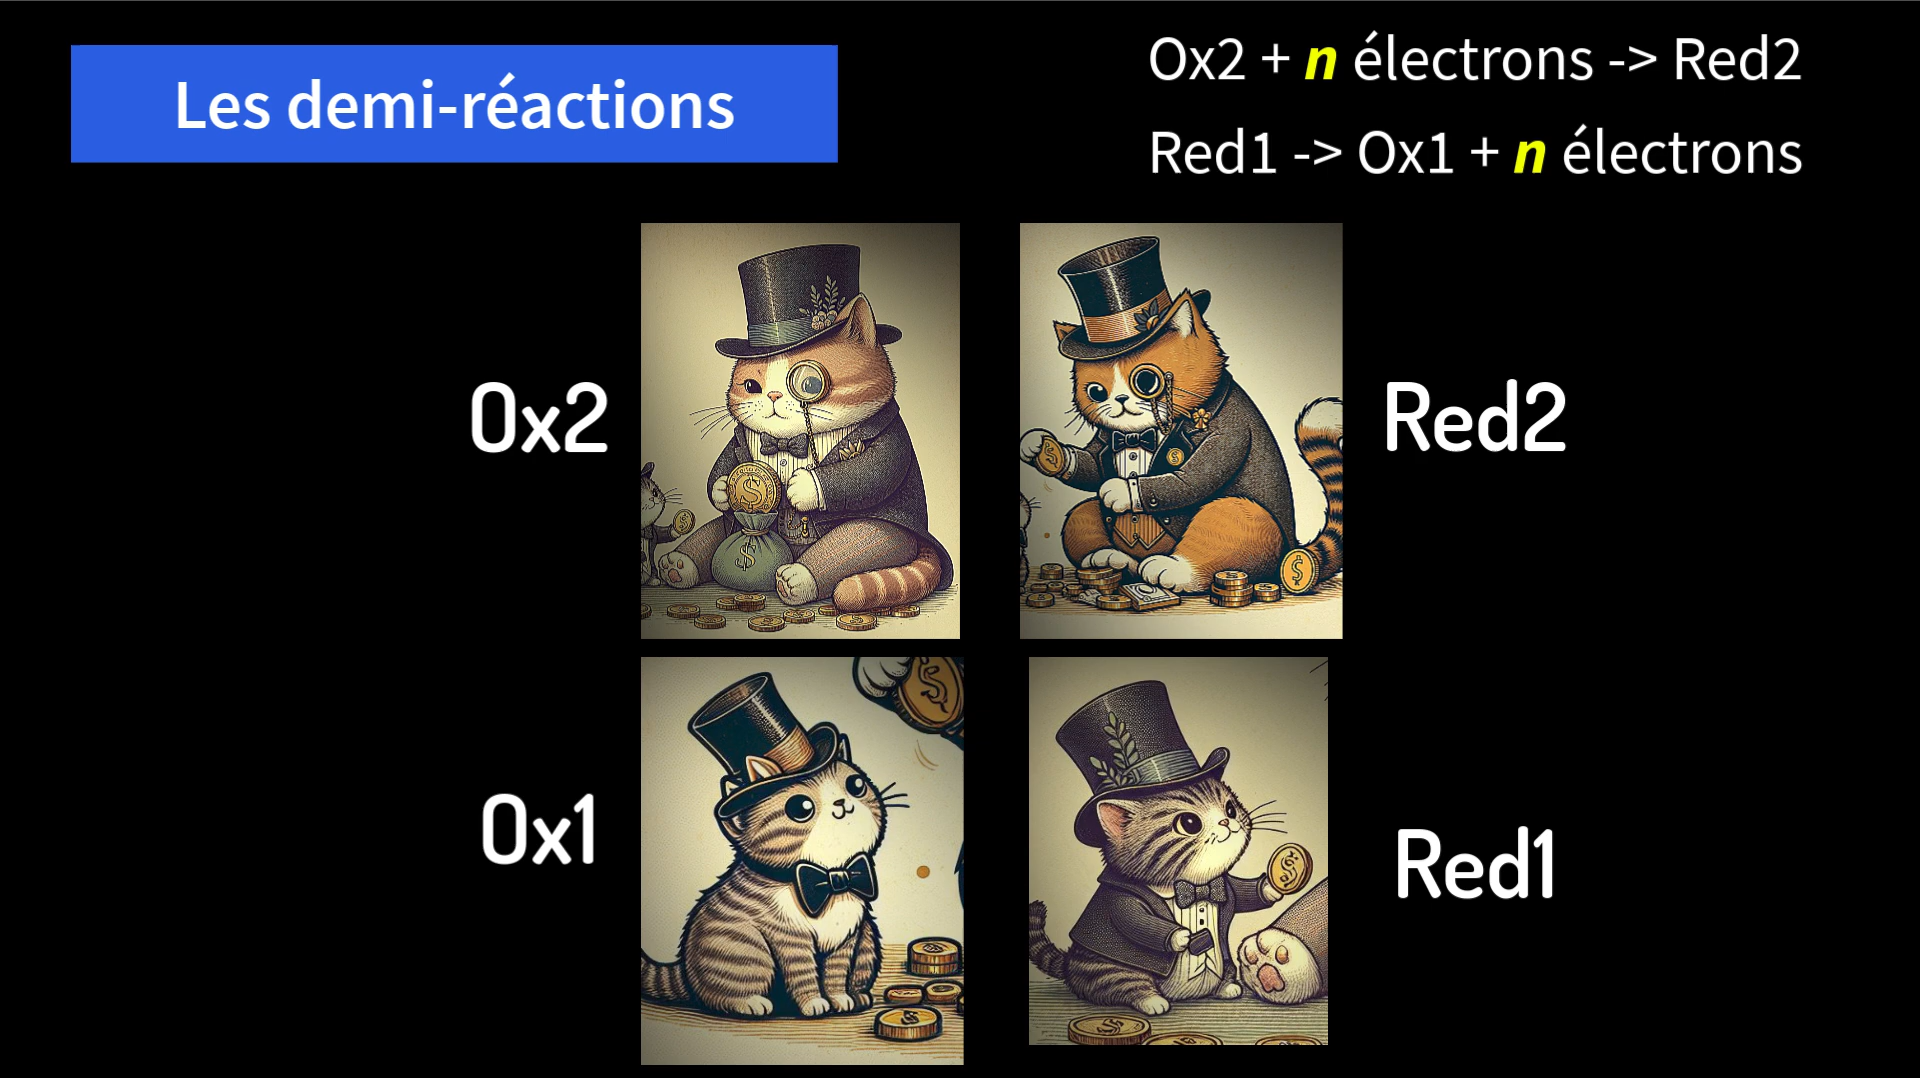 Les demi-réactions
Ox2 + n électrons -> Red2
Red1 -> Ox1 + n électrons
Ox2
Red2
Ox1
Red1